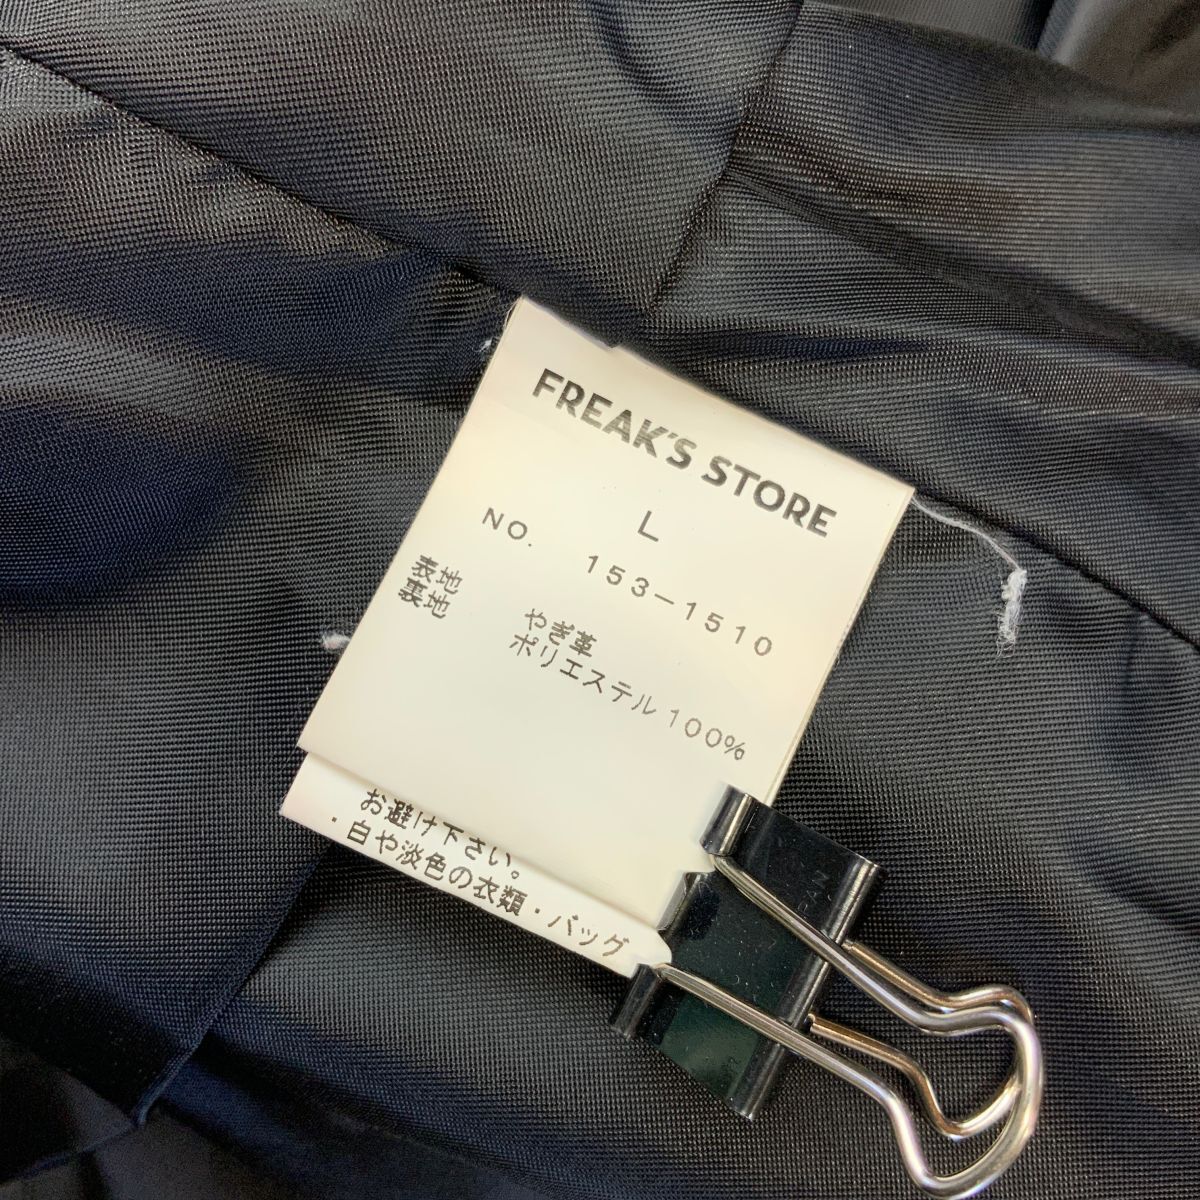 FREAK'S STORE
L
NO. 153-1510
表地 やぎ革
裏地 ポリエステル100%
お避け下さい。
・白や淡色の衣類・バッグ